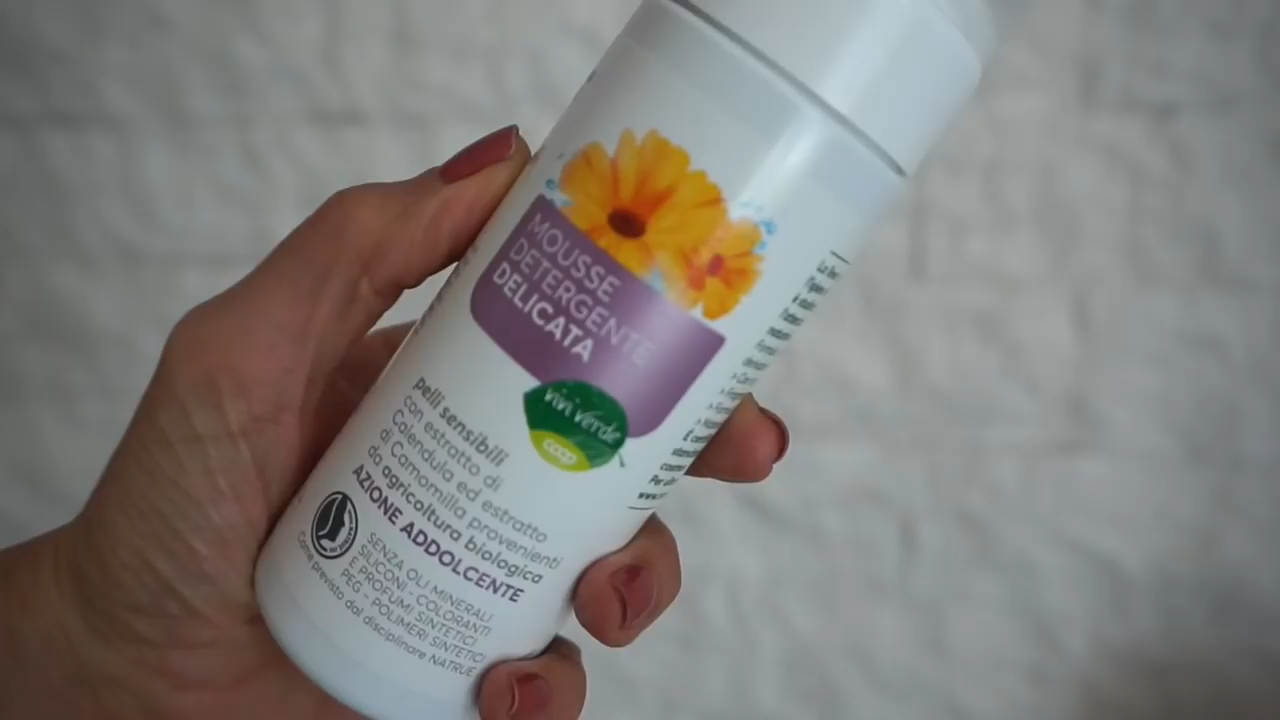 MOUSSE
DETERGENTE
DELICATA
vivi verde
coop
pelli sensibili
con estratto di
Calendula ed estratto
di Camomilla provenienti
da agricoltura biologica
AZIONE ADDOLCENTE
SENZA OLI MINERALI
SILICONI - COLORANTI
E PROFUMI SINTETICI
PEG - POLIMERI SINTETICI
Come previsto dal disciplinare NATRUE